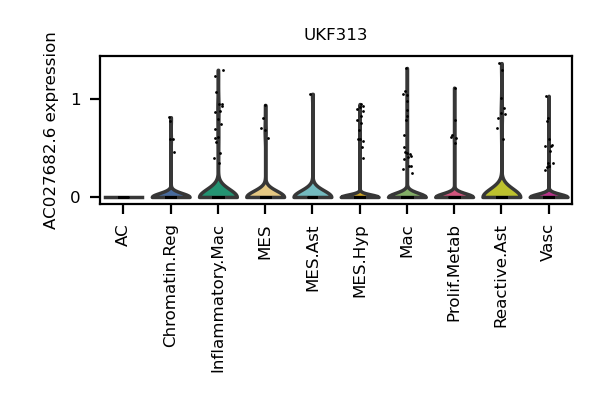 UKF313
AC027682.6 expression
1
0
AC
Chromatin.Reg
Inflammatory.Mac
MES
MES.Ast
MES.Hyp
Mac
Prolif.Metab
Reactive.Ast
Vasc